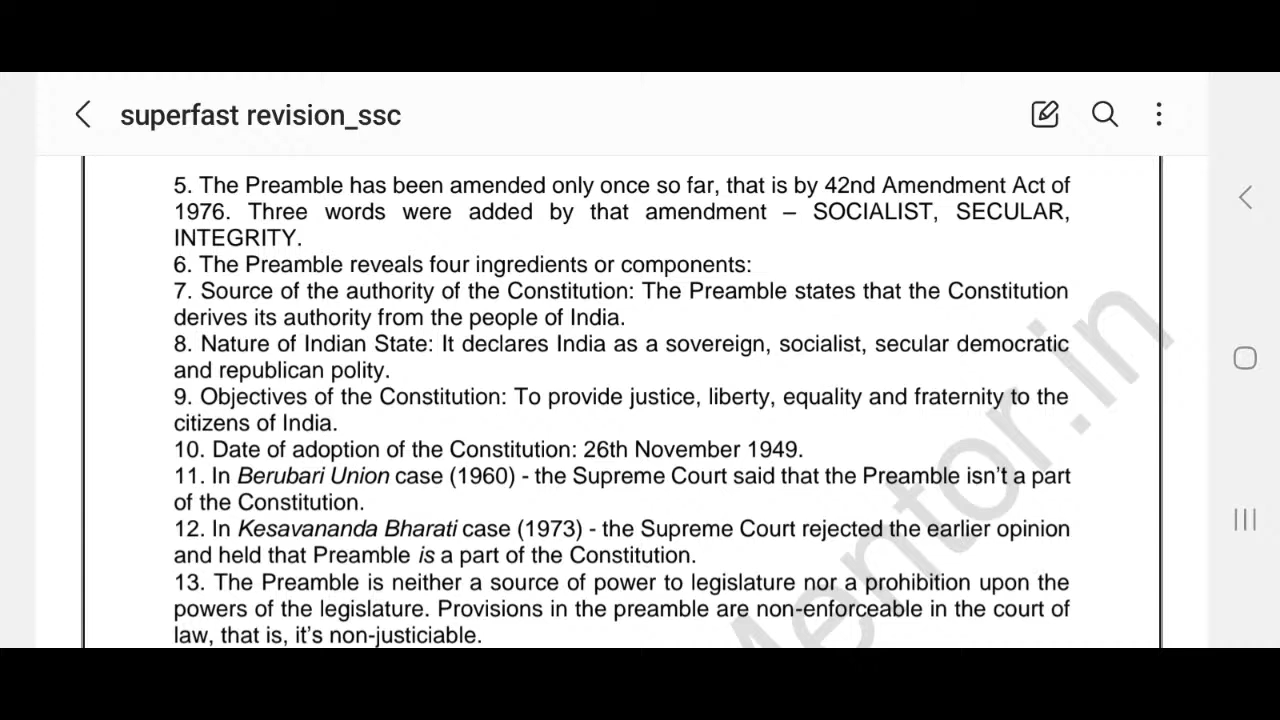 superfast revision_ssc
5. The Preamble has been amended only once so far, that is by 42nd Amendment Act of
1976. Three words were added by that amendment – SOCIALIST, SECULAR,
INTEGRITY.
6. The Preamble reveals four ingredients or components:
7. Source of the authority of the Constitution: The Preamble states that the Constitution
derives its authority from the people of India.
8. Nature of Indian State: It declares India as a sovereign, socialist, secular democratic
and republican polity.
9. Objectives of the Constitution: To provide justice, liberty, equality and fraternity to the
citizens of India.
10. Date of adoption of the Constitution: 26th November 1949.
11. In Berubari Union case (1960) - the Supreme Court said that the Preamble isn't a part
of the Constitution.
12. In Kesavananda Bharati case (1973) - the Supreme Court rejected the earlier opinion
and held that Preamble is a part of the Constitution.
13. The Preamble is neither a source of power to legislature nor a prohibition upon the
powers of the legislature. Provisions in the preamble are non-enforceable in the court of
law, that is, it's non-justiciable.
Mentor.in